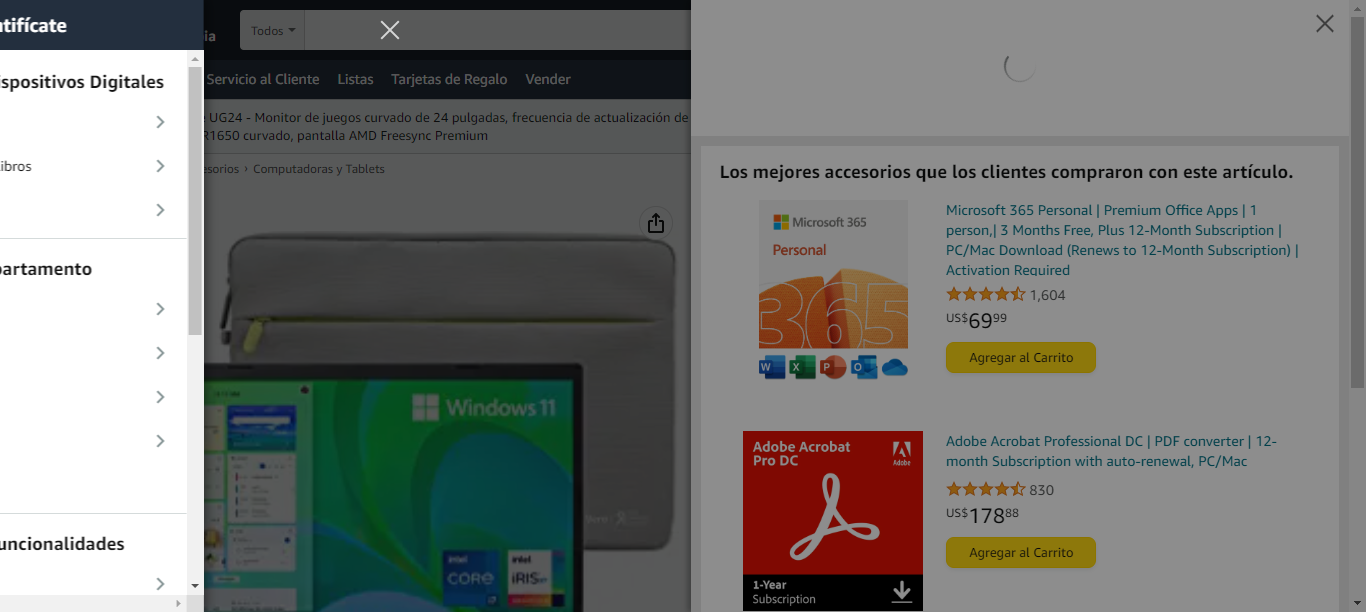 tifícate
ispositivos Digitales
ibros
partamento
uncionalidades
ia
Todos
Servicio al Cliente
Listas
Tarjetas de Regalo
Vender
UG24 - Monitor de juegos curvado de 24 pulgadas, frecuencia de actualización de
R1650 curvado, pantalla AMD Freesync Premium
esorios › Computadoras y Tablets
Windows 11
intel
CORE
i7
intel
iRIS xe
Los mejores accesorios que los clientes compraron con este artículo.
Microsoft 365
Personal
365
W X P O
Microsoft 365 Personal | Premium Office Apps | 1
person,| 3 Months Free, Plus 12-Month Subscription |
PC/Mac Download (Renews to 12-Month Subscription) |
Activation Required
1,604
US$69 99
Agregar al Carrito
Adobe Acrobat
Pro DC
Adobe
1-Year
Subscription
Adobe Acrobat Professional DC | PDF converter | 12-
month Subscription with auto-renewal, PC/Mac
830
US$178 88
Agregar al Carrito